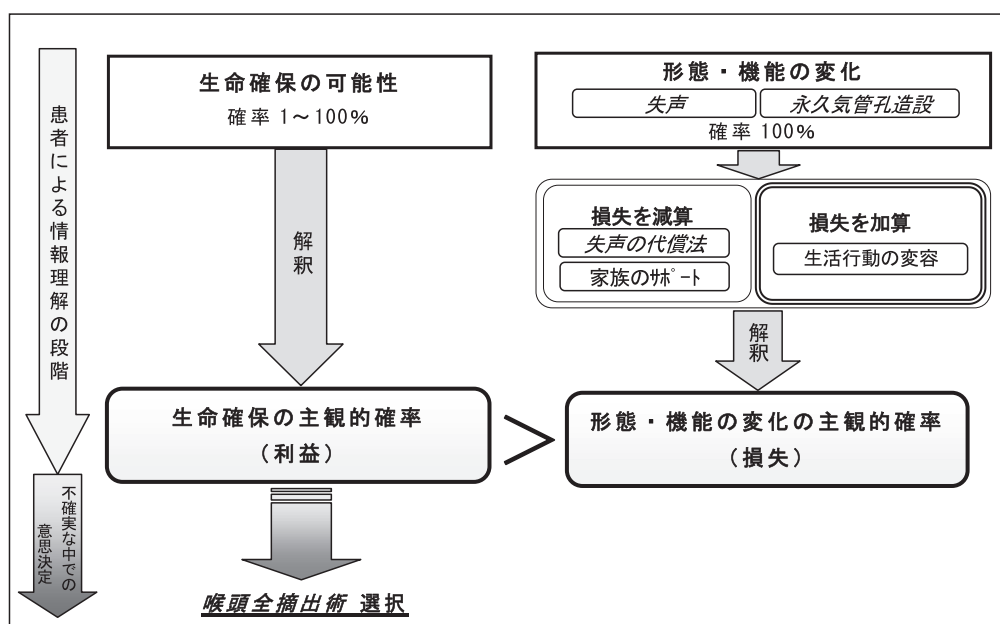 患者による情報理解の段階
不確実な中での
意思決定
生命確保の可能性
確率 1～100%
解釈
生命確保の主観的確率
（利益）
喉頭全摘出術 選択
＞
形態・機能の変化
失声 永久気管孔造設
確率 100%
損失を減算
失声の代償法
家族のｻﾎﾟｰﾄ
損失を加算
生活行動の変容
解釈
形態・機能の変化の主観的確率
（損失）